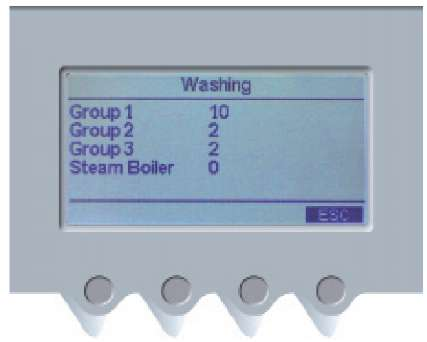 Washing
Group 1 10
Group 2 2
Group 3 2
Steam Boiler 0
ESC